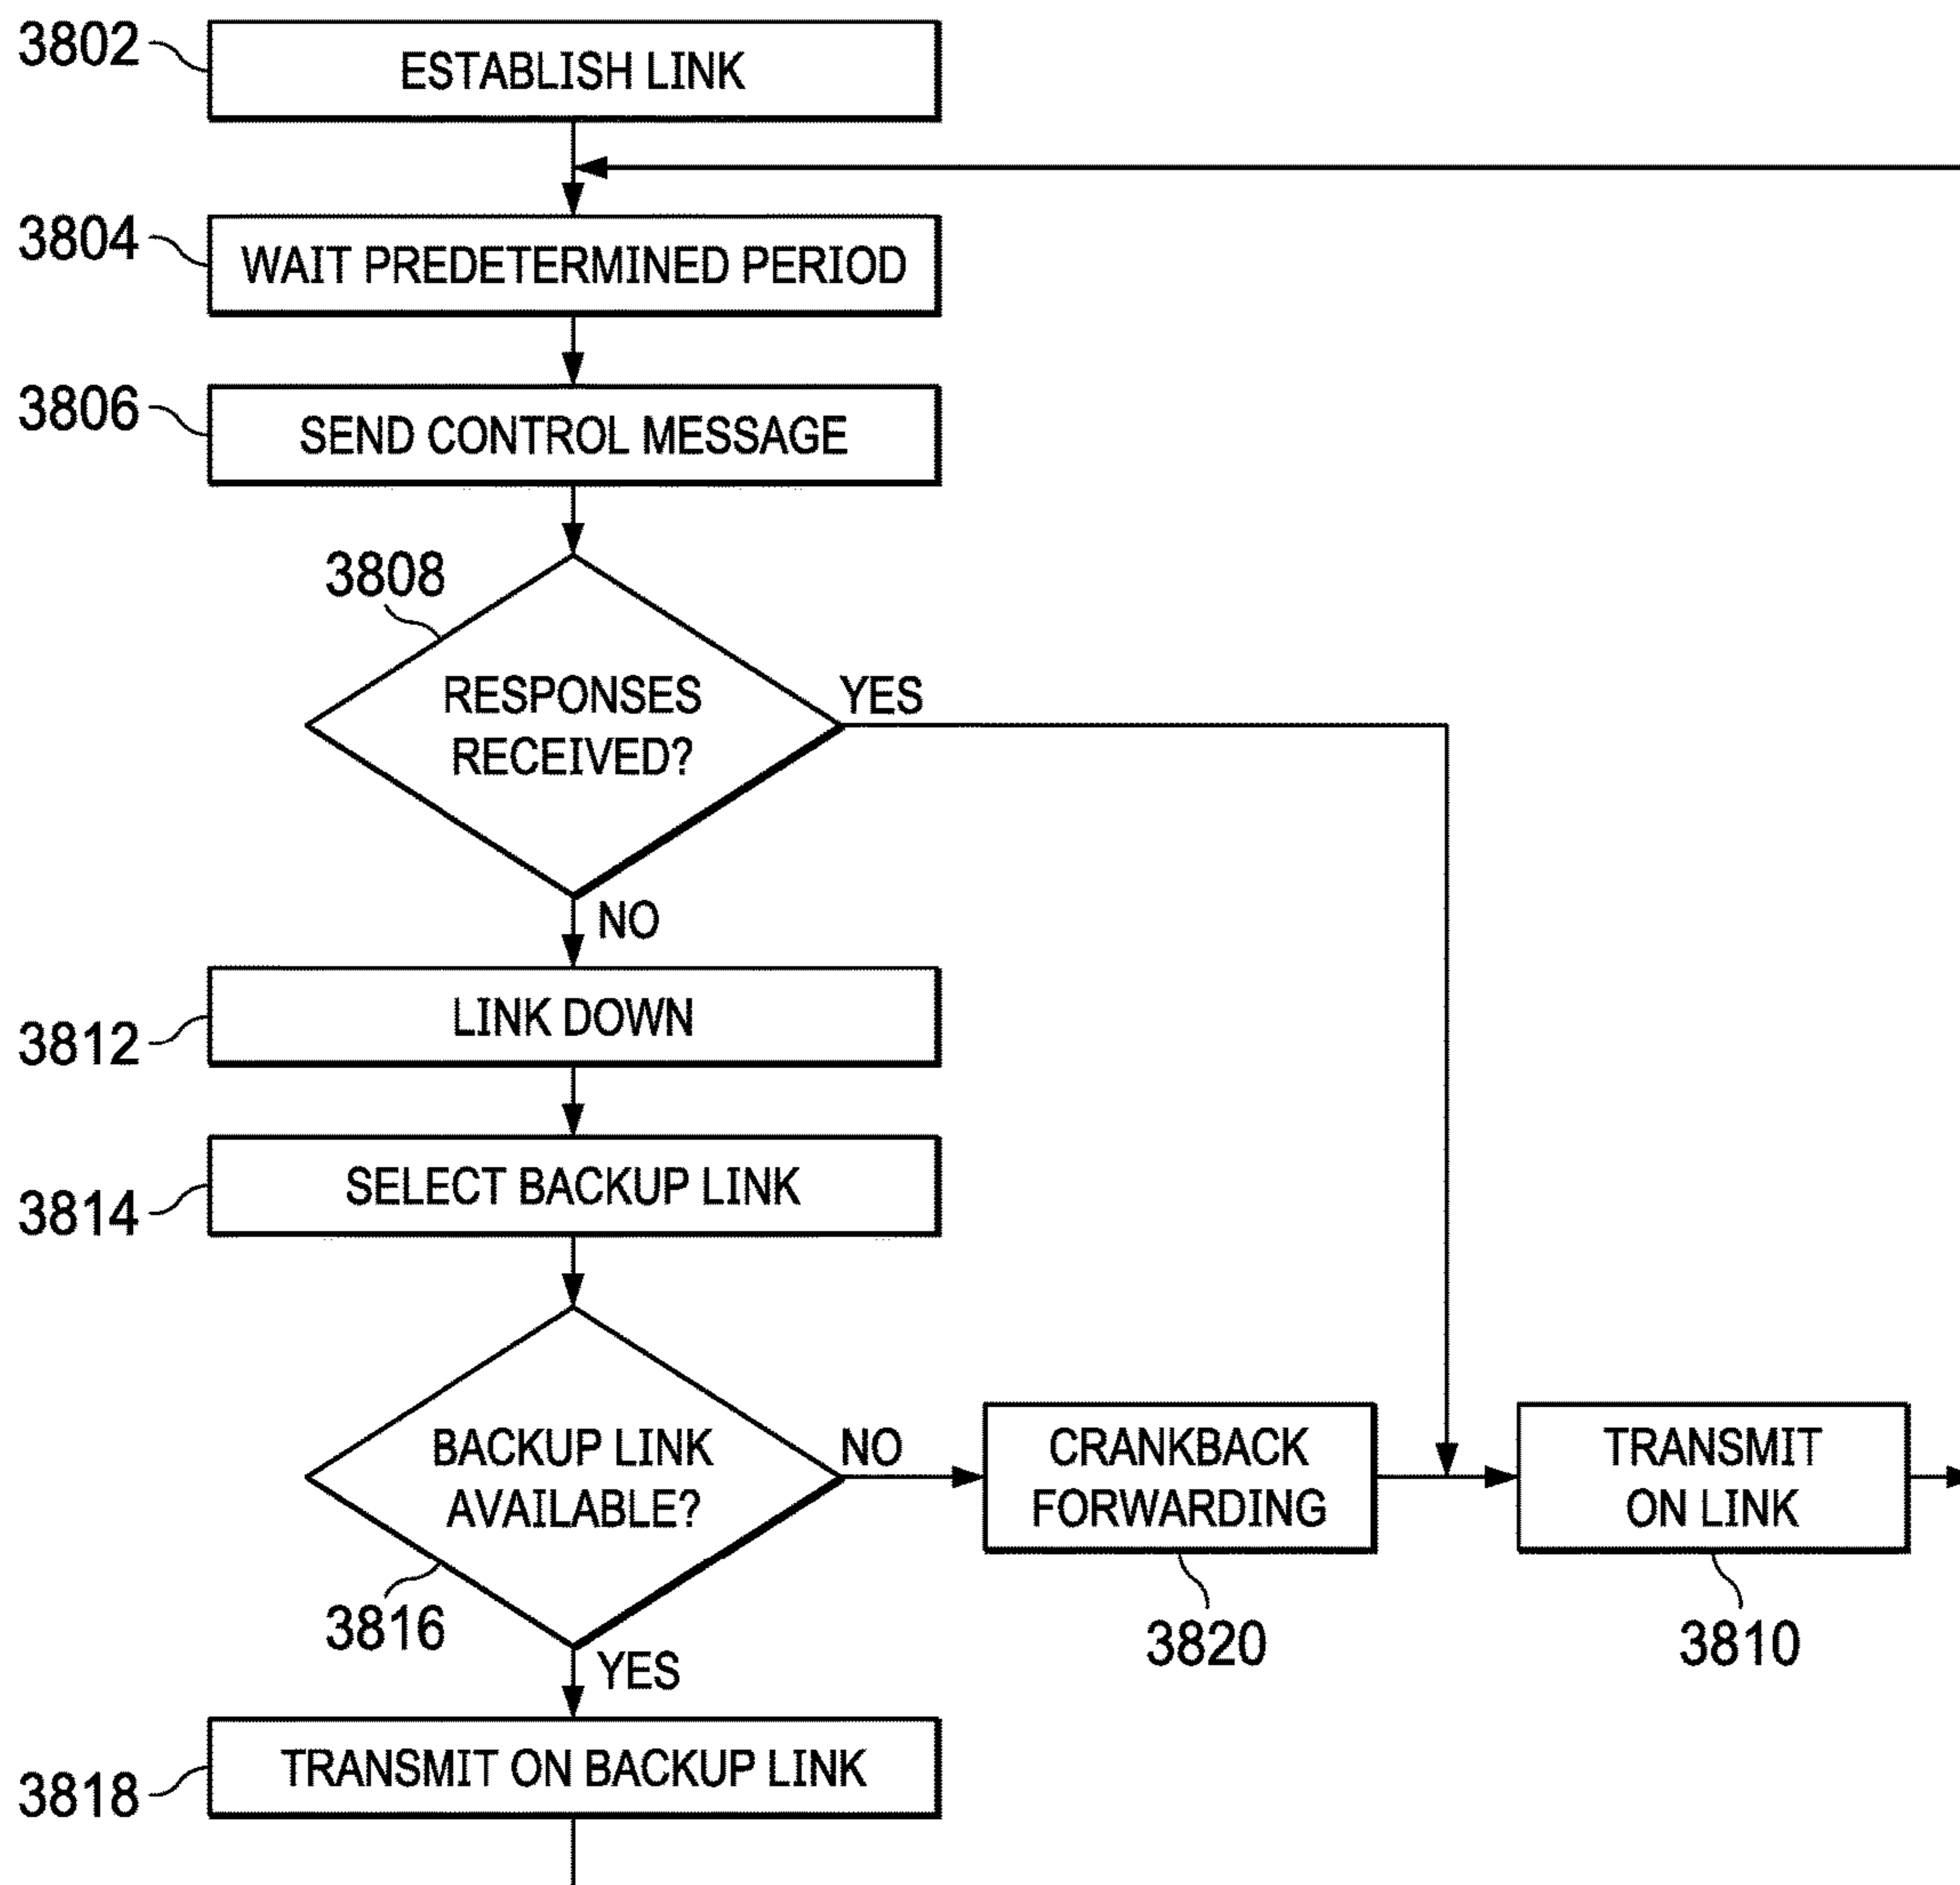 3802
ESTABLISH LINK
3804
WAIT PREDETERMINED PERIOD
3806
SEND CONTROL MESSAGE
3808
RESPONSES
RECEIVED?
YES
NO
3812
LINK DOWN
3814
SELECT BACKUP LINK
BACKUP LINK
AVAILABLE?
NO
CRANKBACK
FORWARDING
TRANSMIT
ON LINK
3816
3820
3810
YES
3818
TRANSMIT ON BACKUP LINK